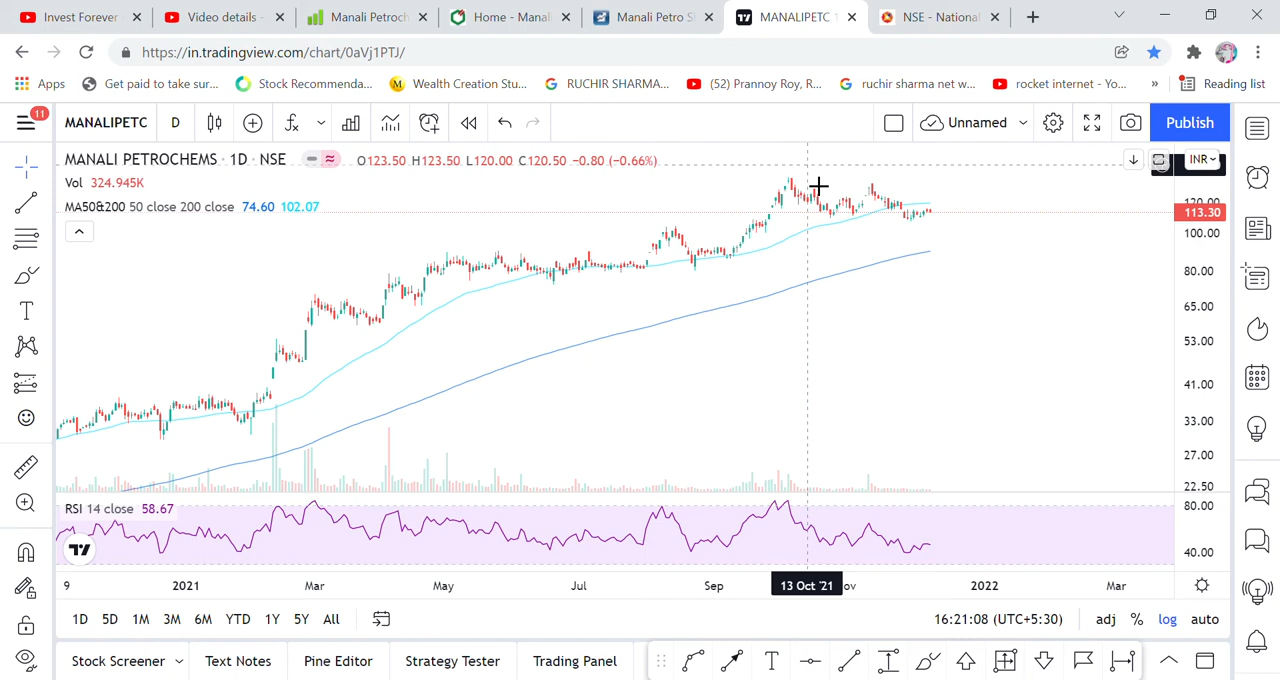 Invest Forever
Video details -
Manali Petroch
Home - Manal
Manali Petro S
MANALIPETC 1
NSE - National
https://in.tradingview.com/chart/0aVj1PTJ/
Apps
Get paid to take sur...
Stock Recommenda...
Wealth Creation Stu...
RUCHIR SHARMA...
(52) Prannoy Roy, R...
ruchir sharma net w...
rocket internet - Yo...
»
Reading list
11
MANALIPETC
D
Unnamed
Publish
MANALI PETROCHEMS · 1D · NSE
O123.50 H123.50 L120.00 C120.50 −0.80 (−0.66%)
INR
Vol 324.945K
MA50&200 50 close 200 close 74.60 102.07
120.00
113.30
100.00
80.00
65.00
53.00
41.00
33.00
27.00
22.50
RSI 14 close 58.67
80.00
40.00
9
2021
Mar
May
Jul
Sep
13 Oct '21
ov
2022
Mar
1D 5D 1M 3M 6M YTD 1Y 5Y All
16:21:08 (UTC+5:30)
adj % log auto
Stock Screener
Text Notes
Pine Editor
Strategy Tester
Trading Panel